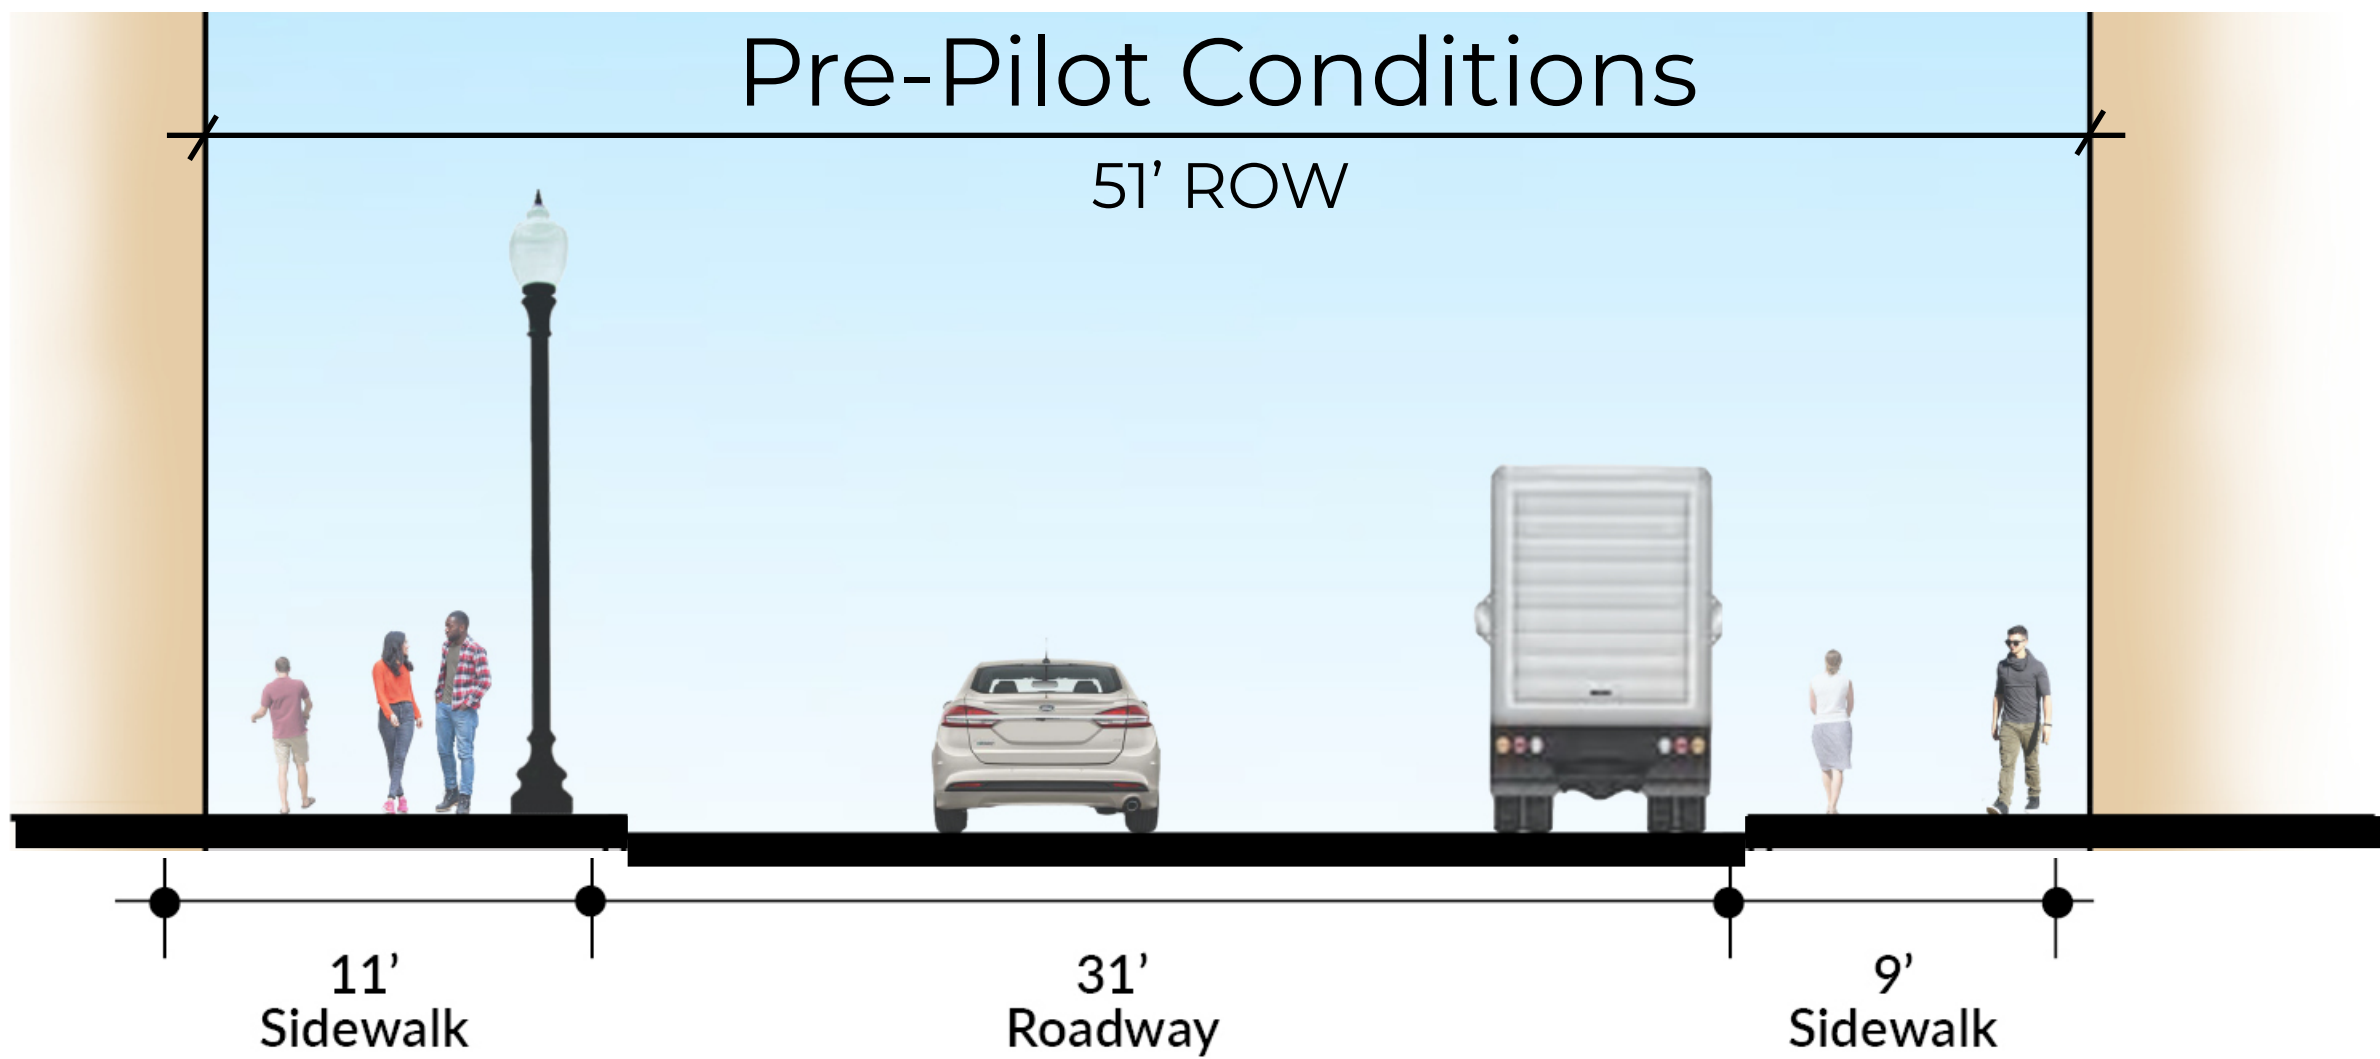 Pre-Pilot Conditions
51’ ROW
11’
Sidewalk
31’
Roadway
9’
Sidewalk